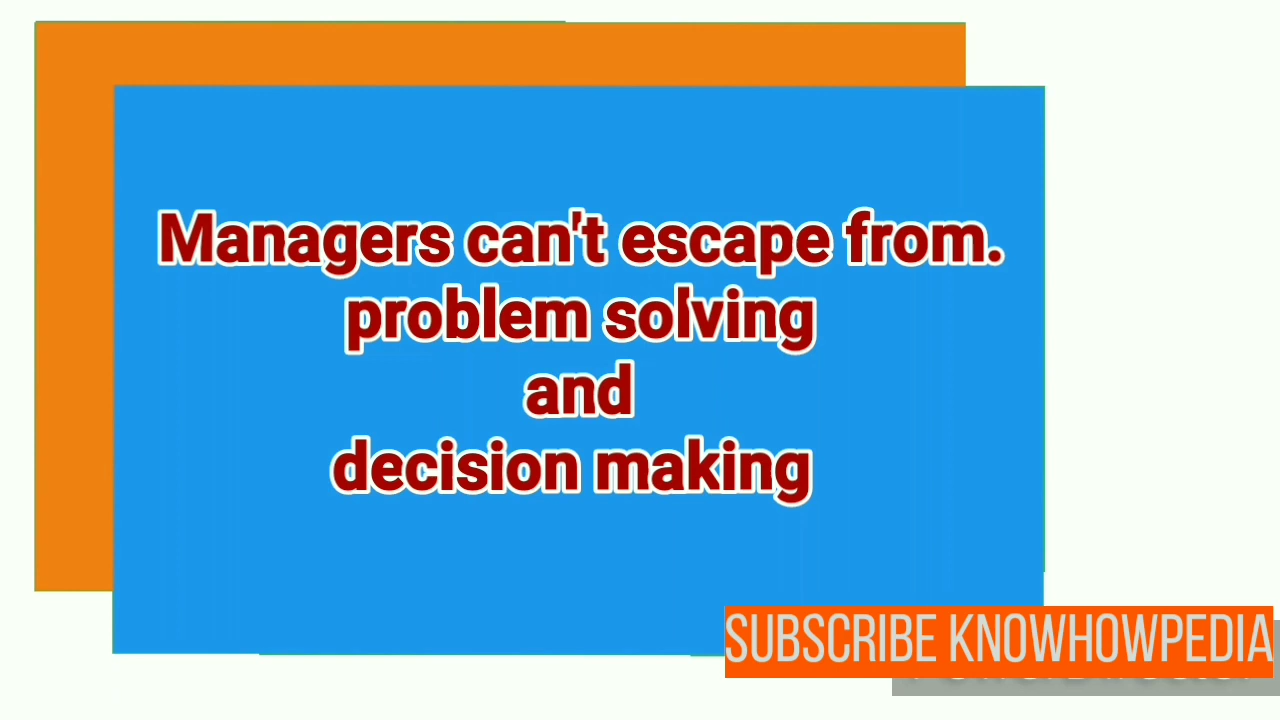 Managers can't escape from.
problem solving
and
decision making
SUBSCRIBE KNOWHOWPEDIA